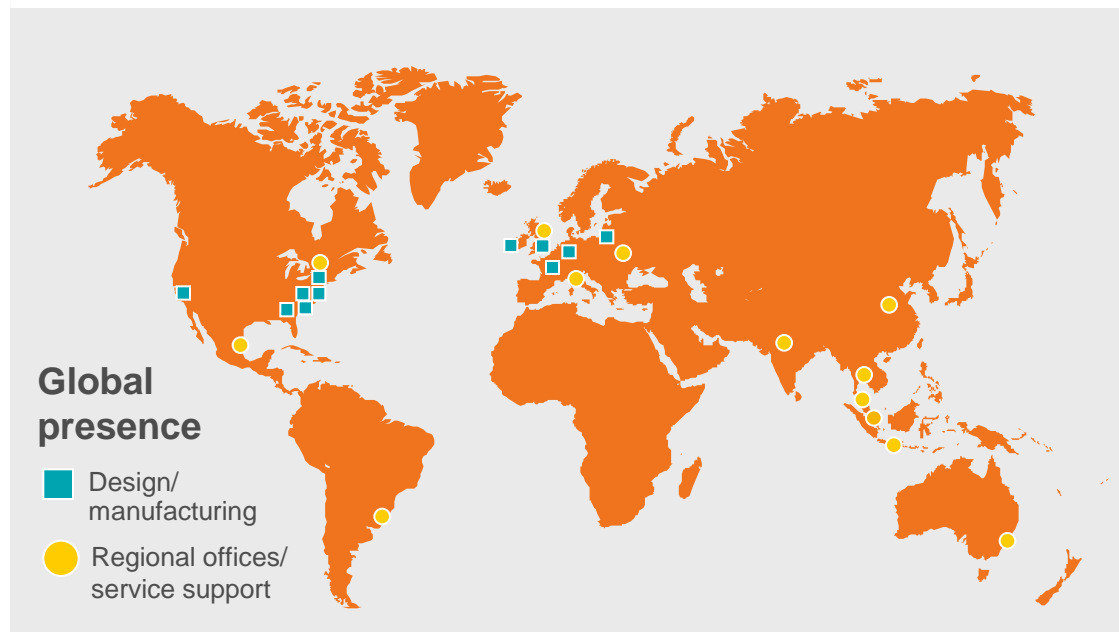 Global
presence
Design/
manufacturing
Regional offices/
service support